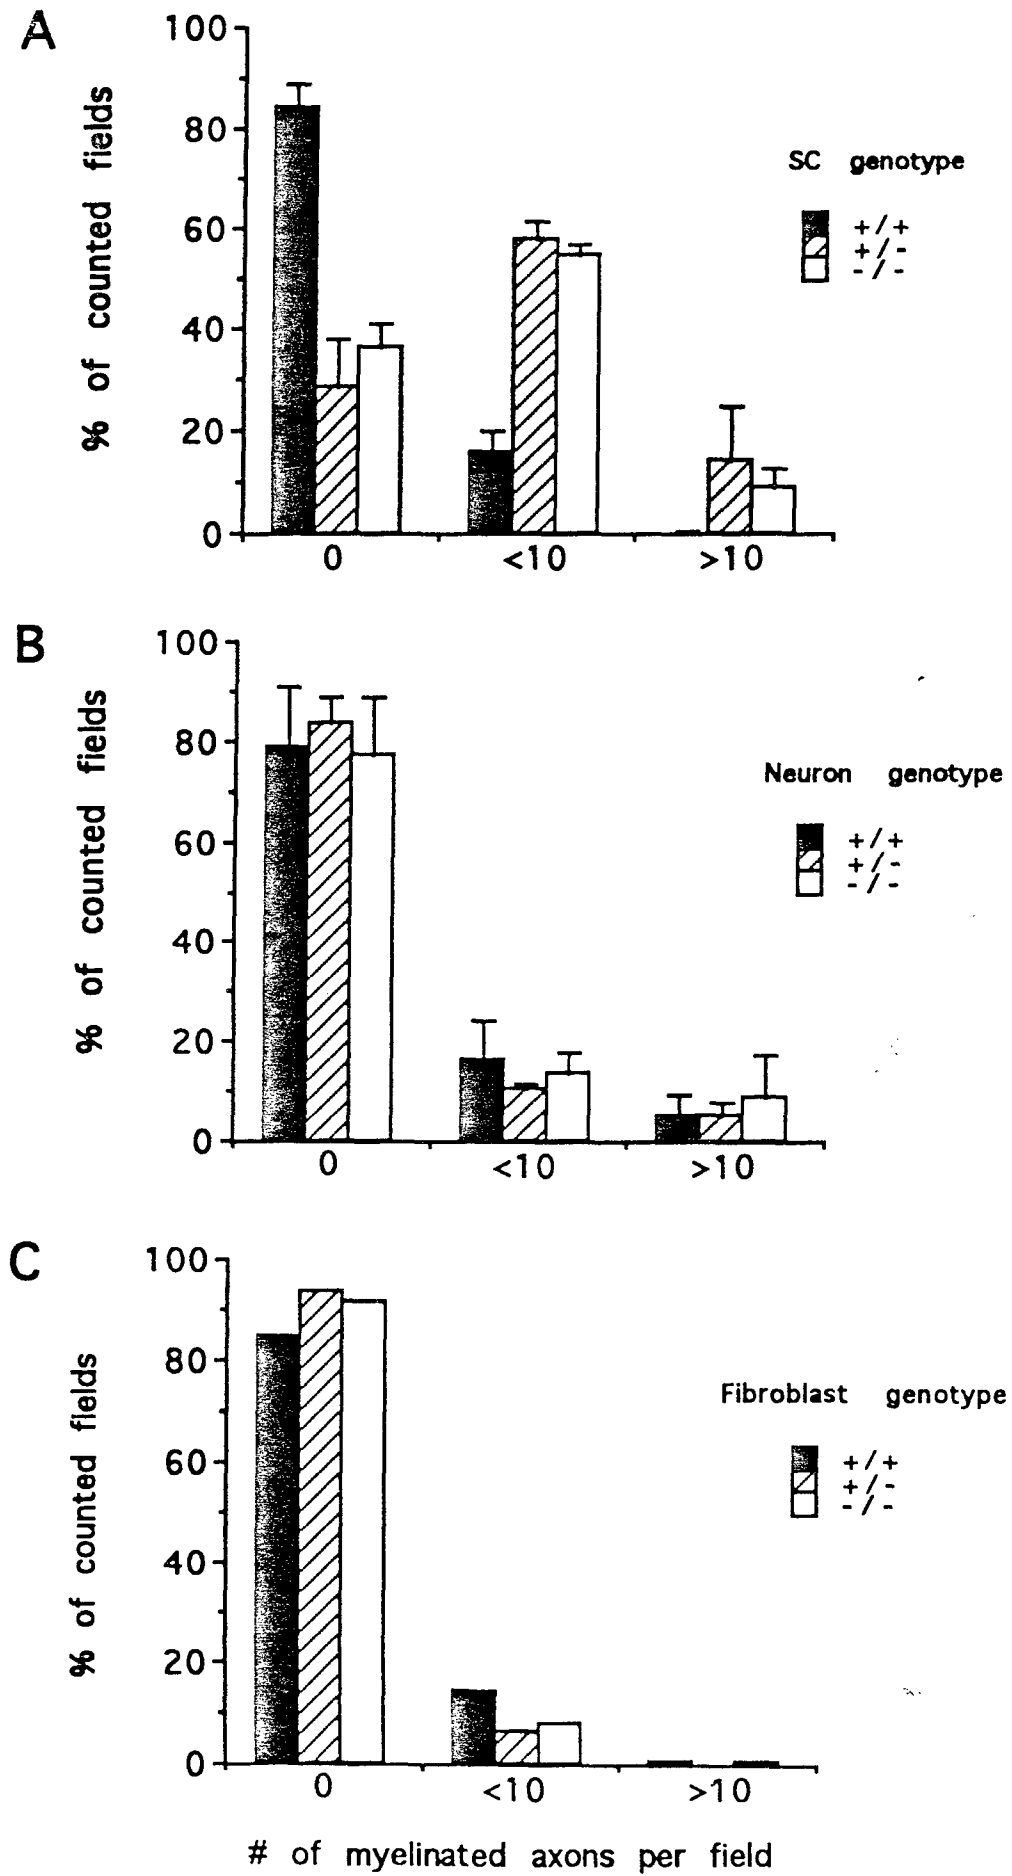 A
% of counted fields
100
80
60
40
20
0
0 <10 >10
SC genotype
+/+
+/-
-/-
B
% of counted fields
100
80
60
40
20
0
0 <10 >10
Neuron genotype
+/+
+/-
-/-
C
% of counted fields
100
80
60
40
20
0
0 <10 >10
Fibroblast genotype
+/+
+/-
-/-
# of myelinated axons per field